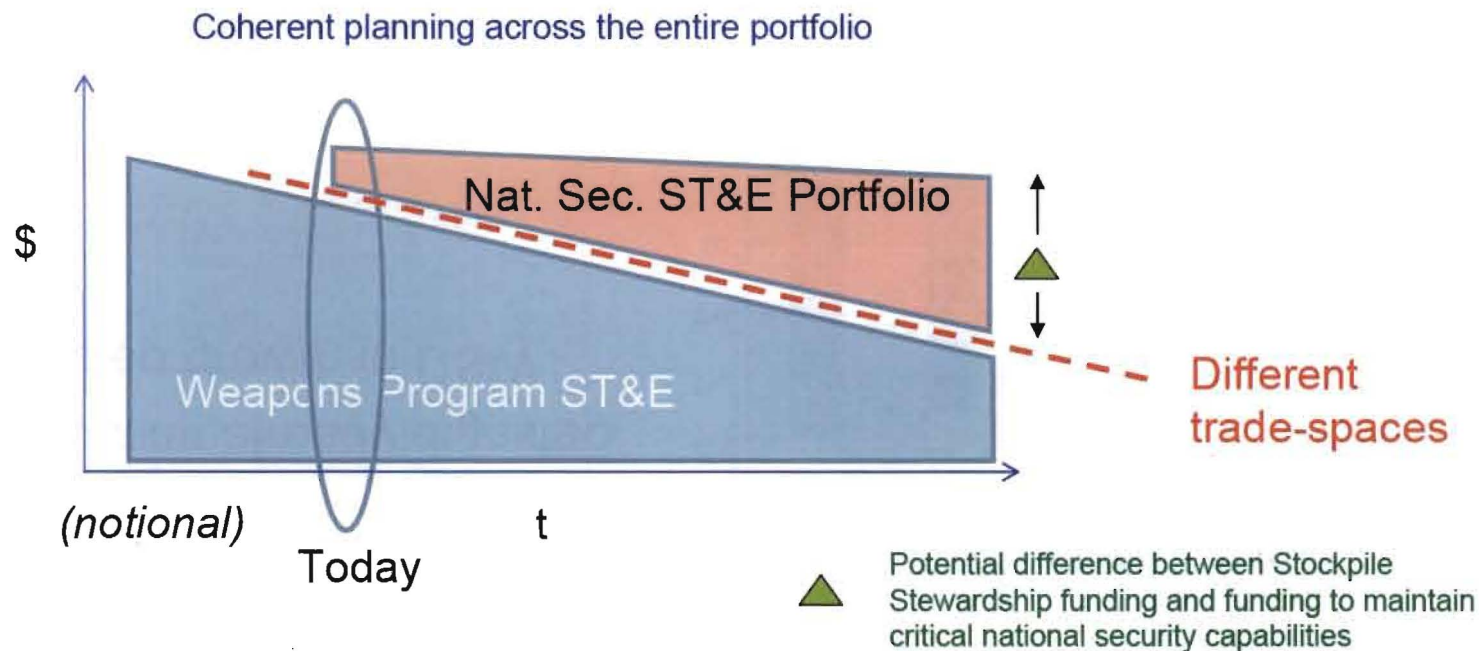 Coherent planning across the entire portfolio
Nat. Sec. ST&E Portfolio
$
Weapons Program ST&E
Different
trade-spaces
(notional)
t
Today
Potential difference between Stockpile
Stewardship funding and funding to maintain
critical national security capabilities